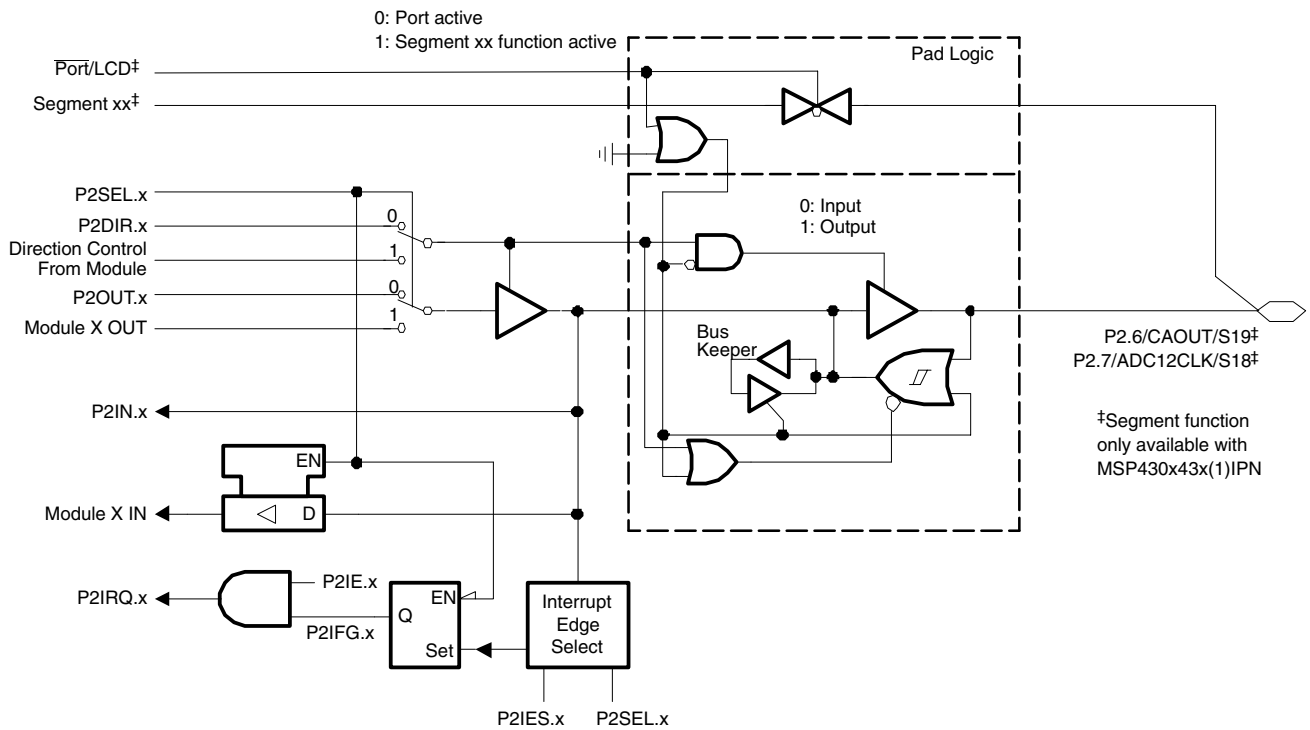 0: Port active
1: Segment xx function active
Pad Logic
Port/LCD‡
Segment xx‡
P2SEL.x
P2DIR.x
0
Direction Control
From Module
1
P2OUT.x
0
Module X OUT
1
0: Input
1: Output
Bus
Keeper
P2.6/CAOUT/S19‡
P2.7/ADC12CLK/S18‡
P2IN.x
‡Segment function
only available with
MSP430x43x(1)IPN
EN
Module X IN
D
P2IE.x
P2IRQ.x
P2IFG.x
EN
Q
Set
Interrupt
Edge
Select
P2IES.x
P2SEL.x